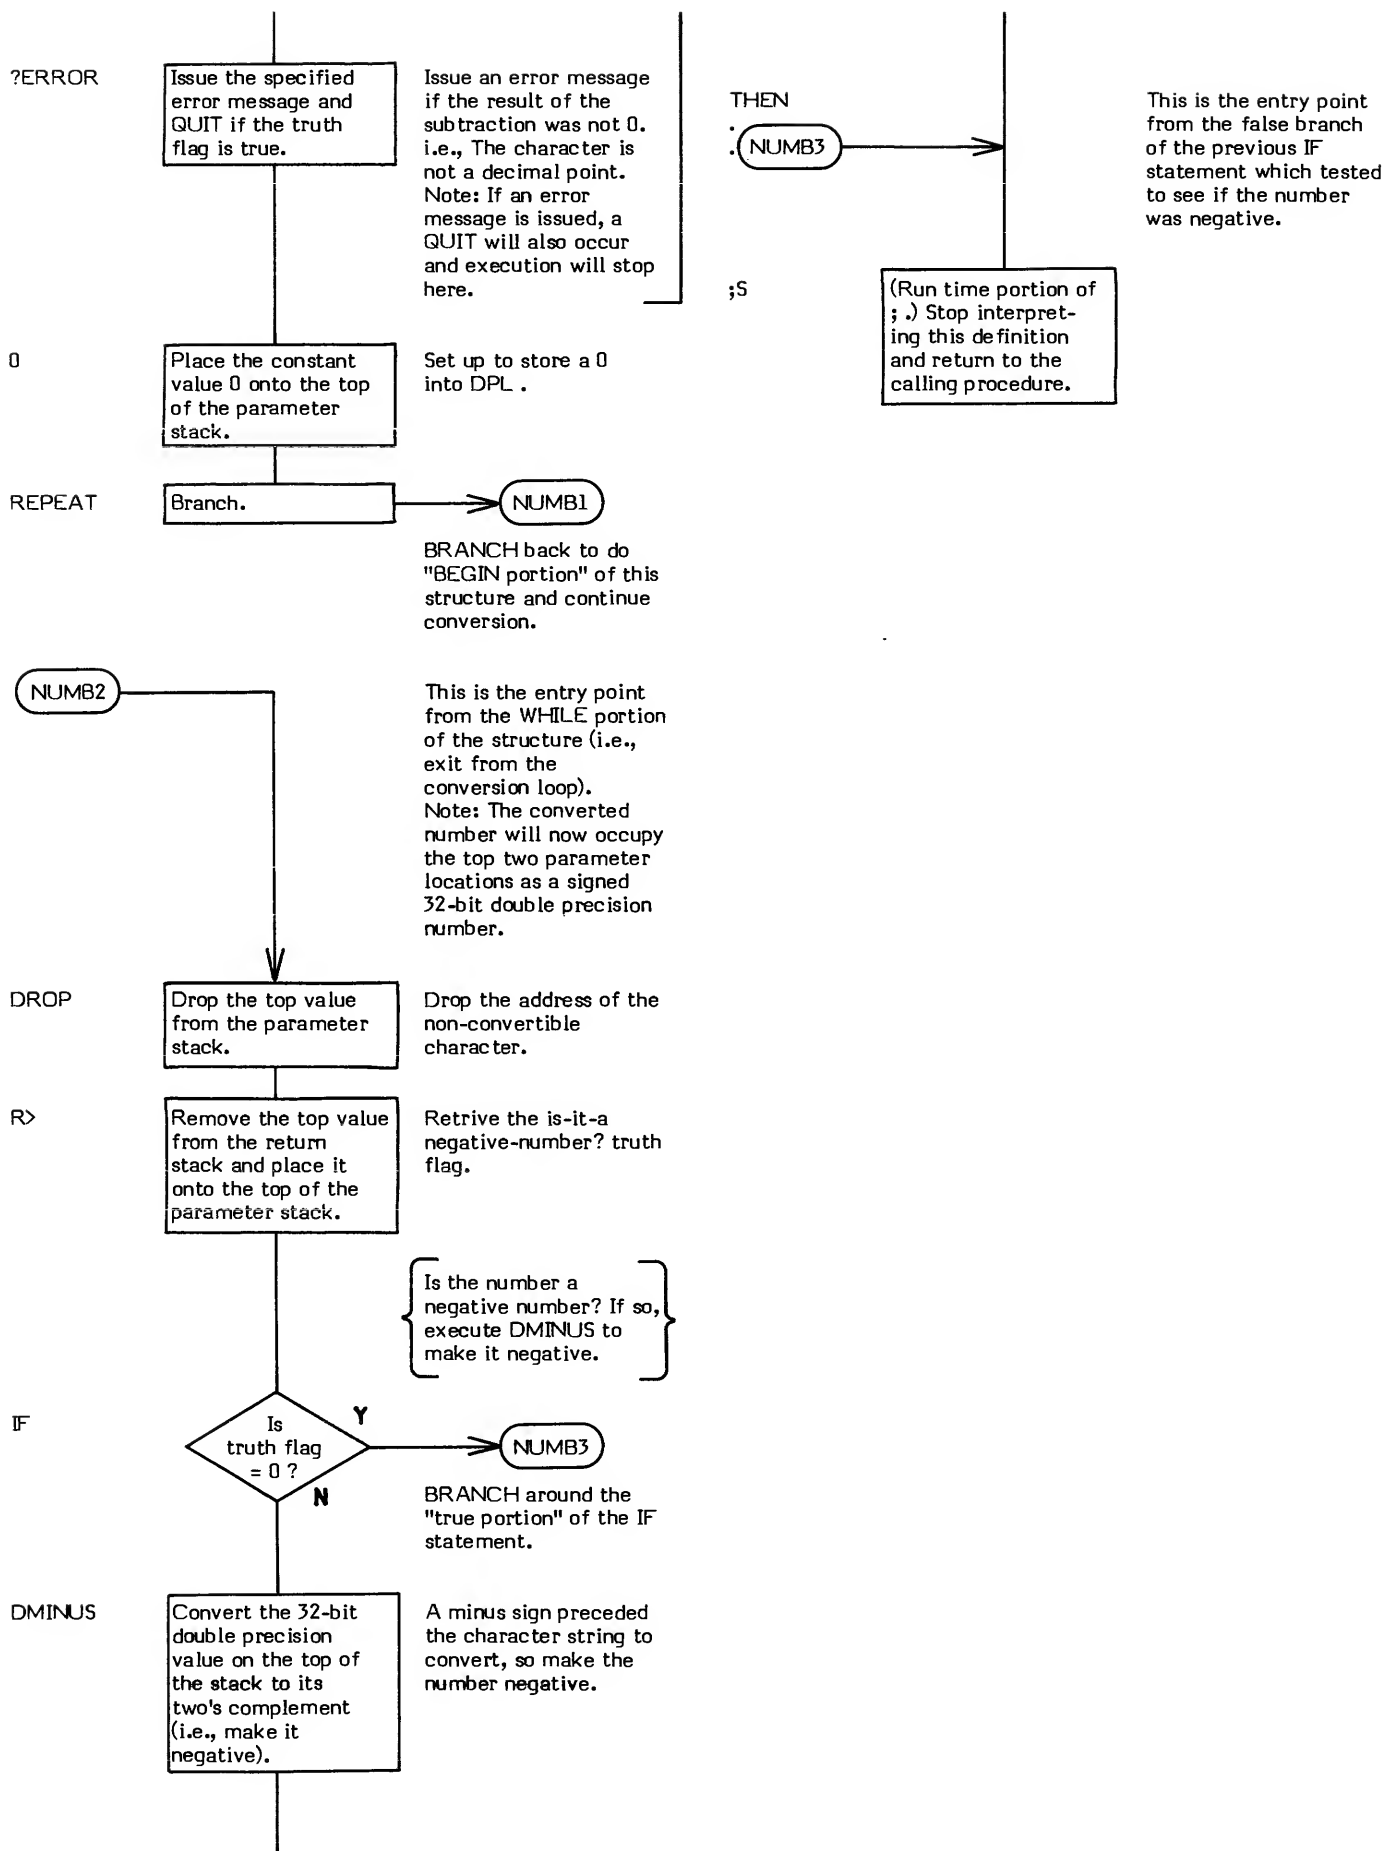 ?ERROR
Issue the specified
error message and
QUIT if the truth
flag is true.
Issue an error message
if the result of the
subtraction was not 0.
i.e., The character is
not a decimal point.
Note: If an error
message is issued, a
QUIT will also occur
and execution will stop
here.
0
Place the constant
value 0 onto the top
of the parameter
stack.
Set up to store a 0
into DPL .
REPEAT
Branch.
NUMB1
BRANCH back to do
"BEGIN portion" of this
structure and continue
conversion.
NUMB2
This is the entry point
from the WHILE portion
of the structure (i.e.,
exit from the
conversion loop).
Note: The converted
number will now occupy
the top two parameter
locations as a signed
32-bit double precision
number.
DROP
Drop the top value
from the parameter
stack.
Drop the address of the
non-convertible
character.
R>
Remove the top value
from the return
stack and place it
onto the top of the
parameter stack.
Retrive the is-it-a
negative-number? truth
flag.
Is the number a
negative number? If so,
execute DMINUS to
make it negative.
IF
Is
truth flag
= 0 ?
Y
N
NUMB3
BRANCH around the
"true portion" of the IF
statement.
DMINUS
Convert the 32-bit
double precision
value on the top of
the stack to its
two's complement
(i.e., make it
negative).
A minus sign preceded
the character string to
convert, so make the
number negative.
THEN
:
NUMB3
This is the entry point
from the false branch
of the previous IF
statement which tested
to see if the number
was negative.
;S
(Run time portion of
; .) Stop interpret-
ing this definition
and return to the
calling procedure.